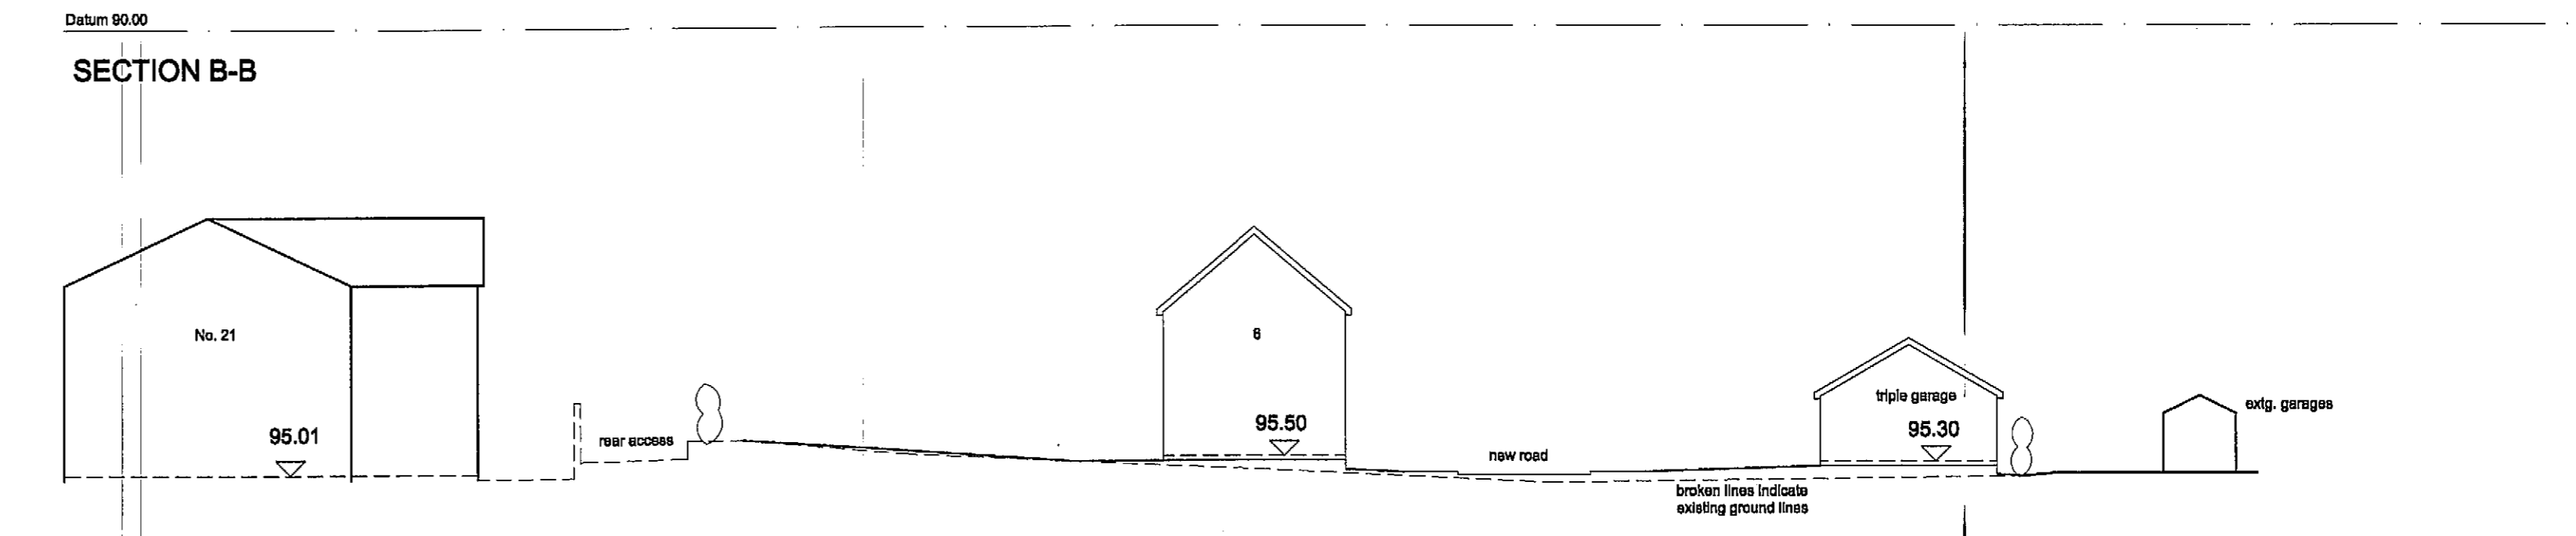 Datum 90.00
SECTION B-B
No. 21
95.01
rear access
6
95.50
new road
triple garage
95.30
broken lines indicate
existing ground lines
extg. garages